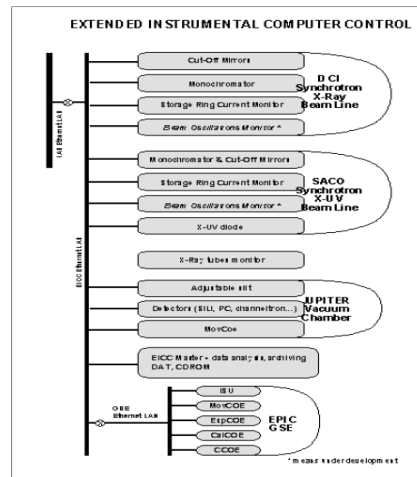 EXTENDED INSTRUMENTAL COMPUTER CONTROL
Cut-Off Mirrors
Monochromator
Storage Ring Current Monitor
Beam Oscillations Monitor *
DCI
Synchrotron
X-Ray
Beam Line
IAS Ethernet LAN
Monochromator & Cut-Off Mirrors
Storage Ring Current Monitor
Beam Oscillations Monitor *
X-UV diode
SACO
Synchrotron
X-UV
Beam Line
EICC Ethernet LAN
X-Ray tubes monitor
Adjustable slit
Detectors (SiLi, PC, channeltron...)
MovCoe
JUPITER
Vacuum
Chamber
EICC Master - data analysis, archiving
DAT, CDROM
OBE
Ethernet LAN
ISU
MovCOE
EspCOE
CalCOE
CCOE
EPIC
GSE
* means under development